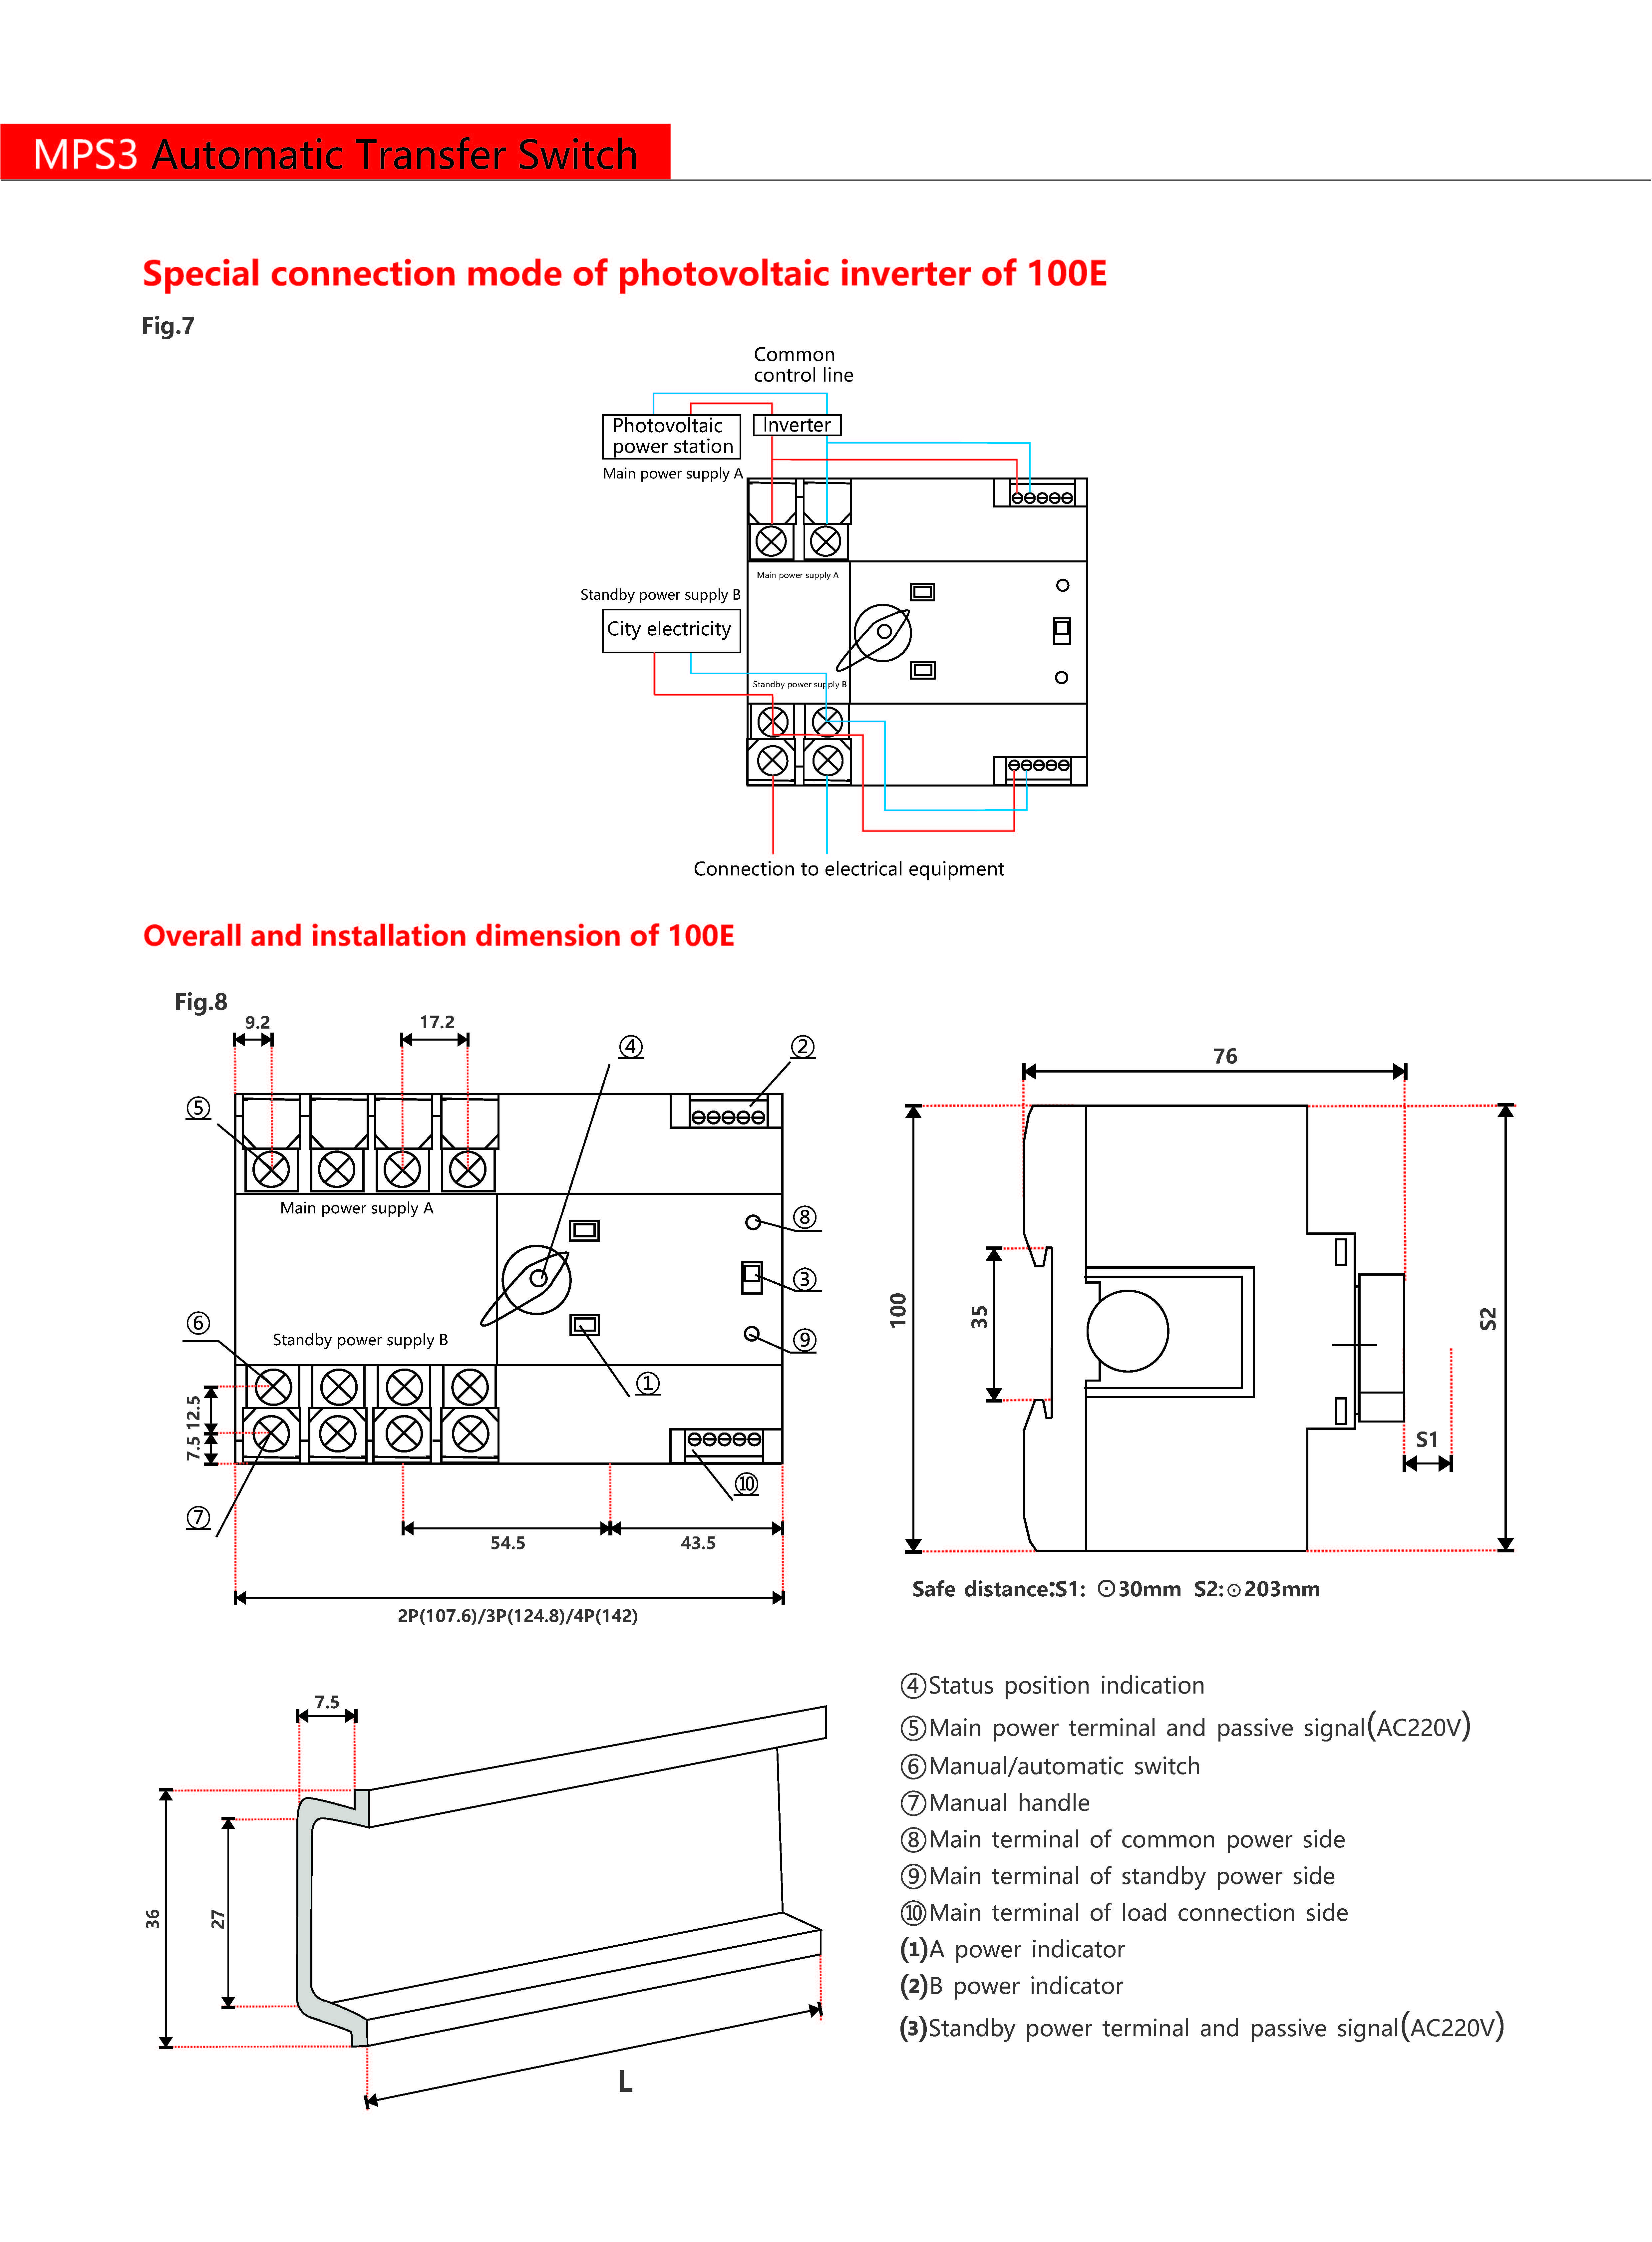 MPS3 Automatic Transfer Switch
Special connection mode of photovoltaic inverter of 100E
Fig.7
Common
control line
Photovoltaic
power station
Inverter
Main power supply A
Main power supply A
Standby power supply B
City electricity
Standby power supply B
Connection to electrical equipment
Overall and installation dimension of 100E
Fig.8
9.2
17.2
④
②
⑤
Main power supply A
⑧
③
⑥
Standby power supply B
⑨
①
12.5
7.5
⑩
⑦
54.5
43.5
2P(107.6)/3P(124.8)/4P(142)
76
100
35
S2
S1
Safe distance:S1: ⊙30mm S2:⊙203mm
7.5
36
27
L
④Status position indication
⑤Main power terminal and passive signal(AC220V)
⑥Manual/automatic switch
⑦Manual handle
⑧Main terminal of common power side
⑨Main terminal of standby power side
⑩Main terminal of load connection side
(1)A power indicator
(2)B power indicator
(3)Standby power terminal and passive signal(AC220V)